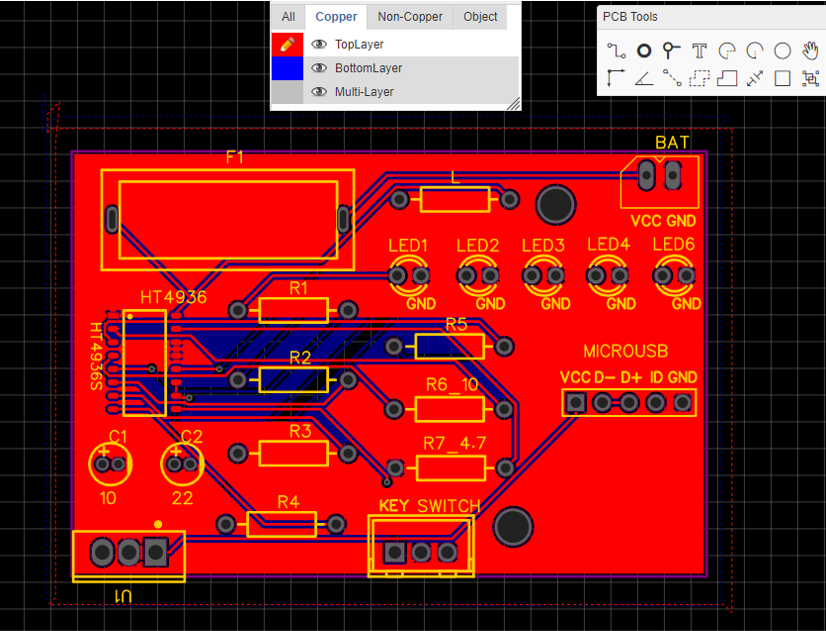 All Copper Non-Copper Object
TopLayer
BottomLayer
Multi-Layer
PCB Tools
T
F1
BAT
L
VCC GND
LED1 LED2 LED3 LED4 LED6
GND GND GND GND GND
HT4936
R1
HT4936S
R5
R2
MICROUSB
VCC D- D+ ID GND
R6_10
C1 C2
+ +
10 22
R3
R7_4.7
R4
KEY SWITCH
U1